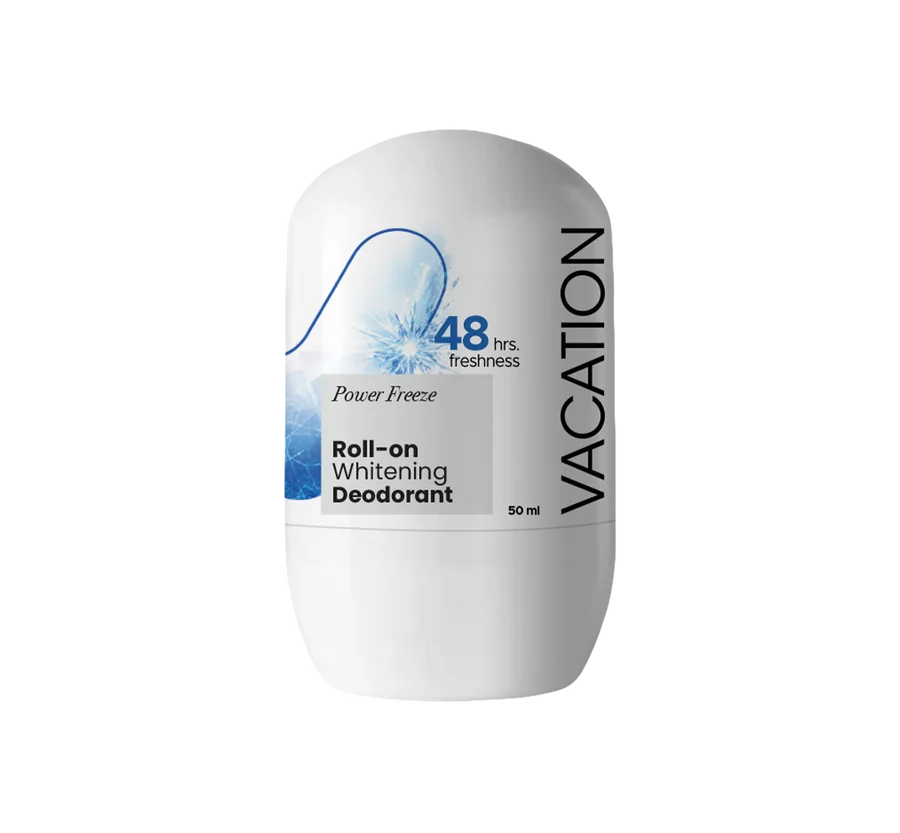 48 hrs.
freshness
Power Freeze
Roll-on
Whitening
Deodorant
50 ml
VACATION